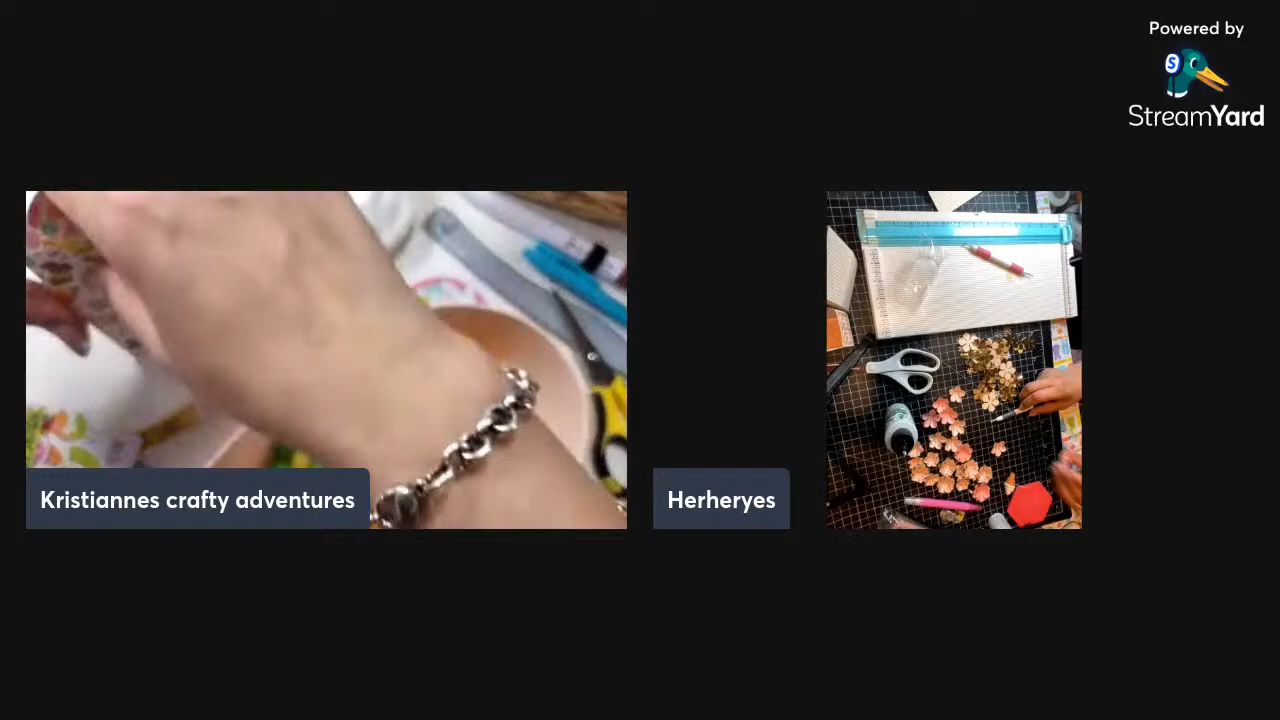 Powered by
S
StreamYard
Kristiannes crafty adventures
Herheryes